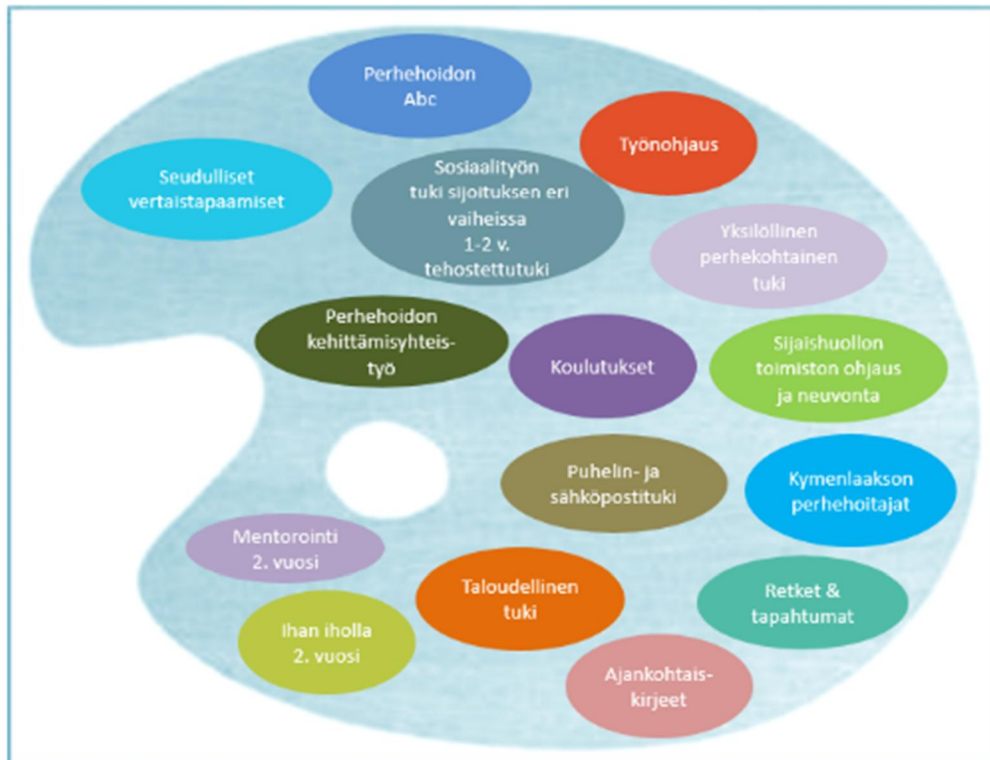 Perhehoidon
Abc
Työnohjaus
Seudulliset
vertaistapaamiset
Sosiaalityön
tuki sijoituksen eri
vaiheissa
1-2 v.
tehostettutuki
Yksilöllinen
perhekohtainen
tuki
Perhehoidon
kehittämisyhteis-
työ
Koulutukset
Sijaishuollon
toimiston ohjaus
ja neuvonta
Puhelin- ja
sähköpostituki
Kymenlaakson
perhehoitajat
Mentorointi
2. vuosi
Taloudellinen
tuki
Retket &
tapahtumat
Ihan iholla
2. vuosi
Ajankohtais-
kirjeet